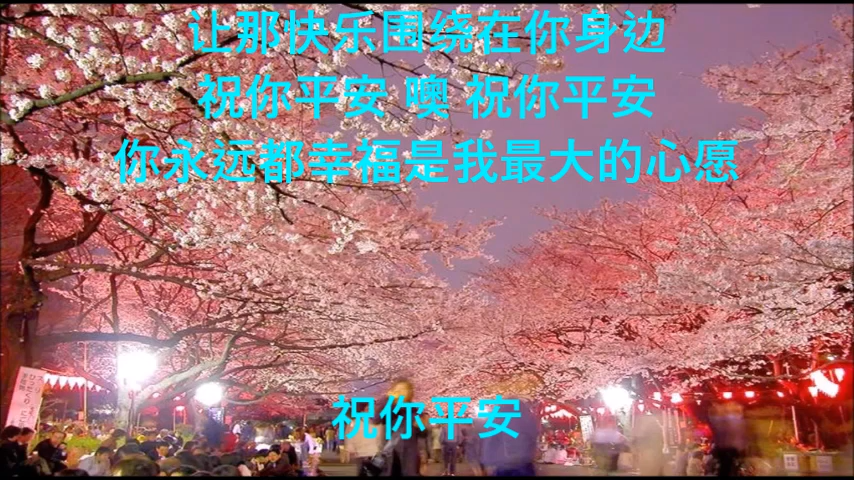 让那快乐围绕在你身边
祝你平安 噢 祝你平安
你永远都幸福是我最大的心愿
祝你平安